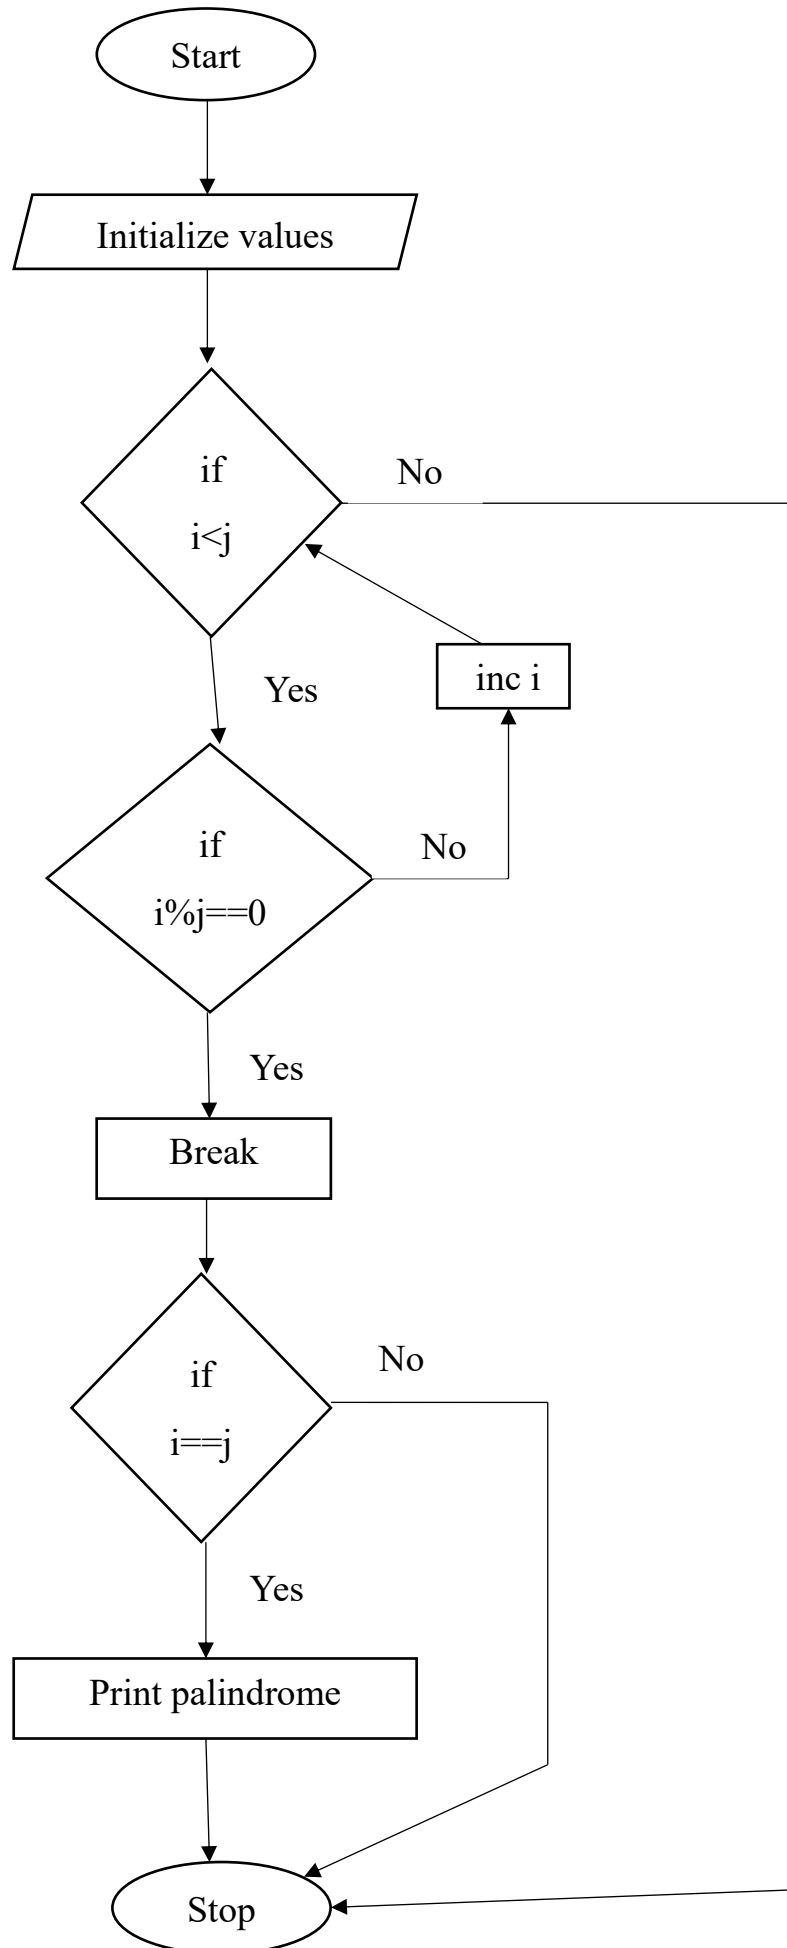 Start
Initialize values
if
i<j
No
Yes
inc i
if
i%j==0
No
Yes
Break
if
i==j
No
Yes
Print palindrome
Stop